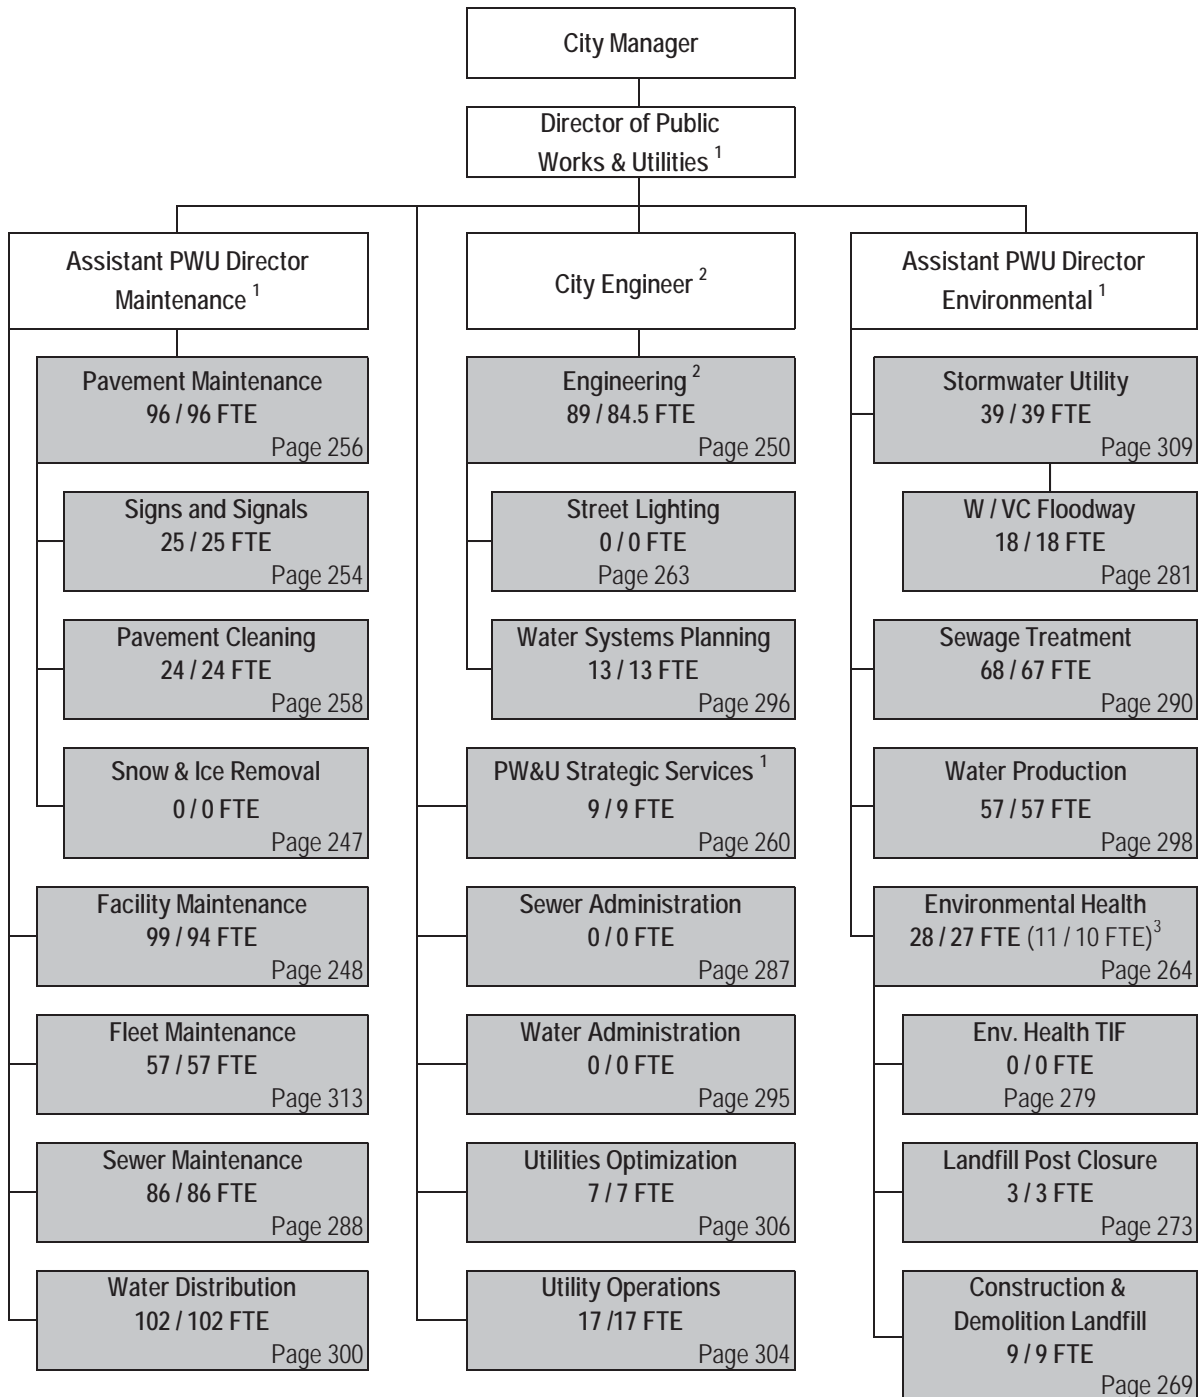 City Manager
Director of Public
Works & Utilities 1
Assistant PWU Director
Maintenance 1
City Engineer 2
Assistant PWU Director
Environmental 1
Pavement Maintenance
96 / 96 FTE
Page 256
Signs and Signals
25 / 25 FTE
Page 254
Pavement Cleaning
24 / 24 FTE
Page 258
Snow & Ice Removal
0 / 0 FTE
Page 247
Facility Maintenance
99 / 94 FTE
Page 248
Fleet Maintenance
57 / 57 FTE
Page 313
Sewer Maintenance
86 / 86 FTE
Page 288
Water Distribution
102 / 102 FTE
Page 300
Engineering 2
89 / 84.5 FTE
Page 250
Street Lighting
0 / 0 FTE
Page 263
Water Systems Planning
13 / 13 FTE
Page 296
PW&U Strategic Services 1
9 / 9 FTE
Page 260
Sewer Administration
0 / 0 FTE
Page 287
Water Administration
0 / 0 FTE
Page 295
Utilities Optimization
7 / 7 FTE
Page 306
Utility Operations
17 /17 FTE
Page 304
Stormwater Utility
39 / 39 FTE
Page 309
W / VC Floodway
18 / 18 FTE
Page 281
Sewage Treatment
68 / 67 FTE
Page 290
Water Production
57 / 57 FTE
Page 298
Environmental Health
28 / 27 FTE (11 / 10 FTE)3
Page 264
Env. Health TIF
0 / 0 FTE
Page 279
Landfill Post Closure
3 / 3 FTE
Page 273
Construction &
Demolition Landfill
9 / 9 FTE
Page 269